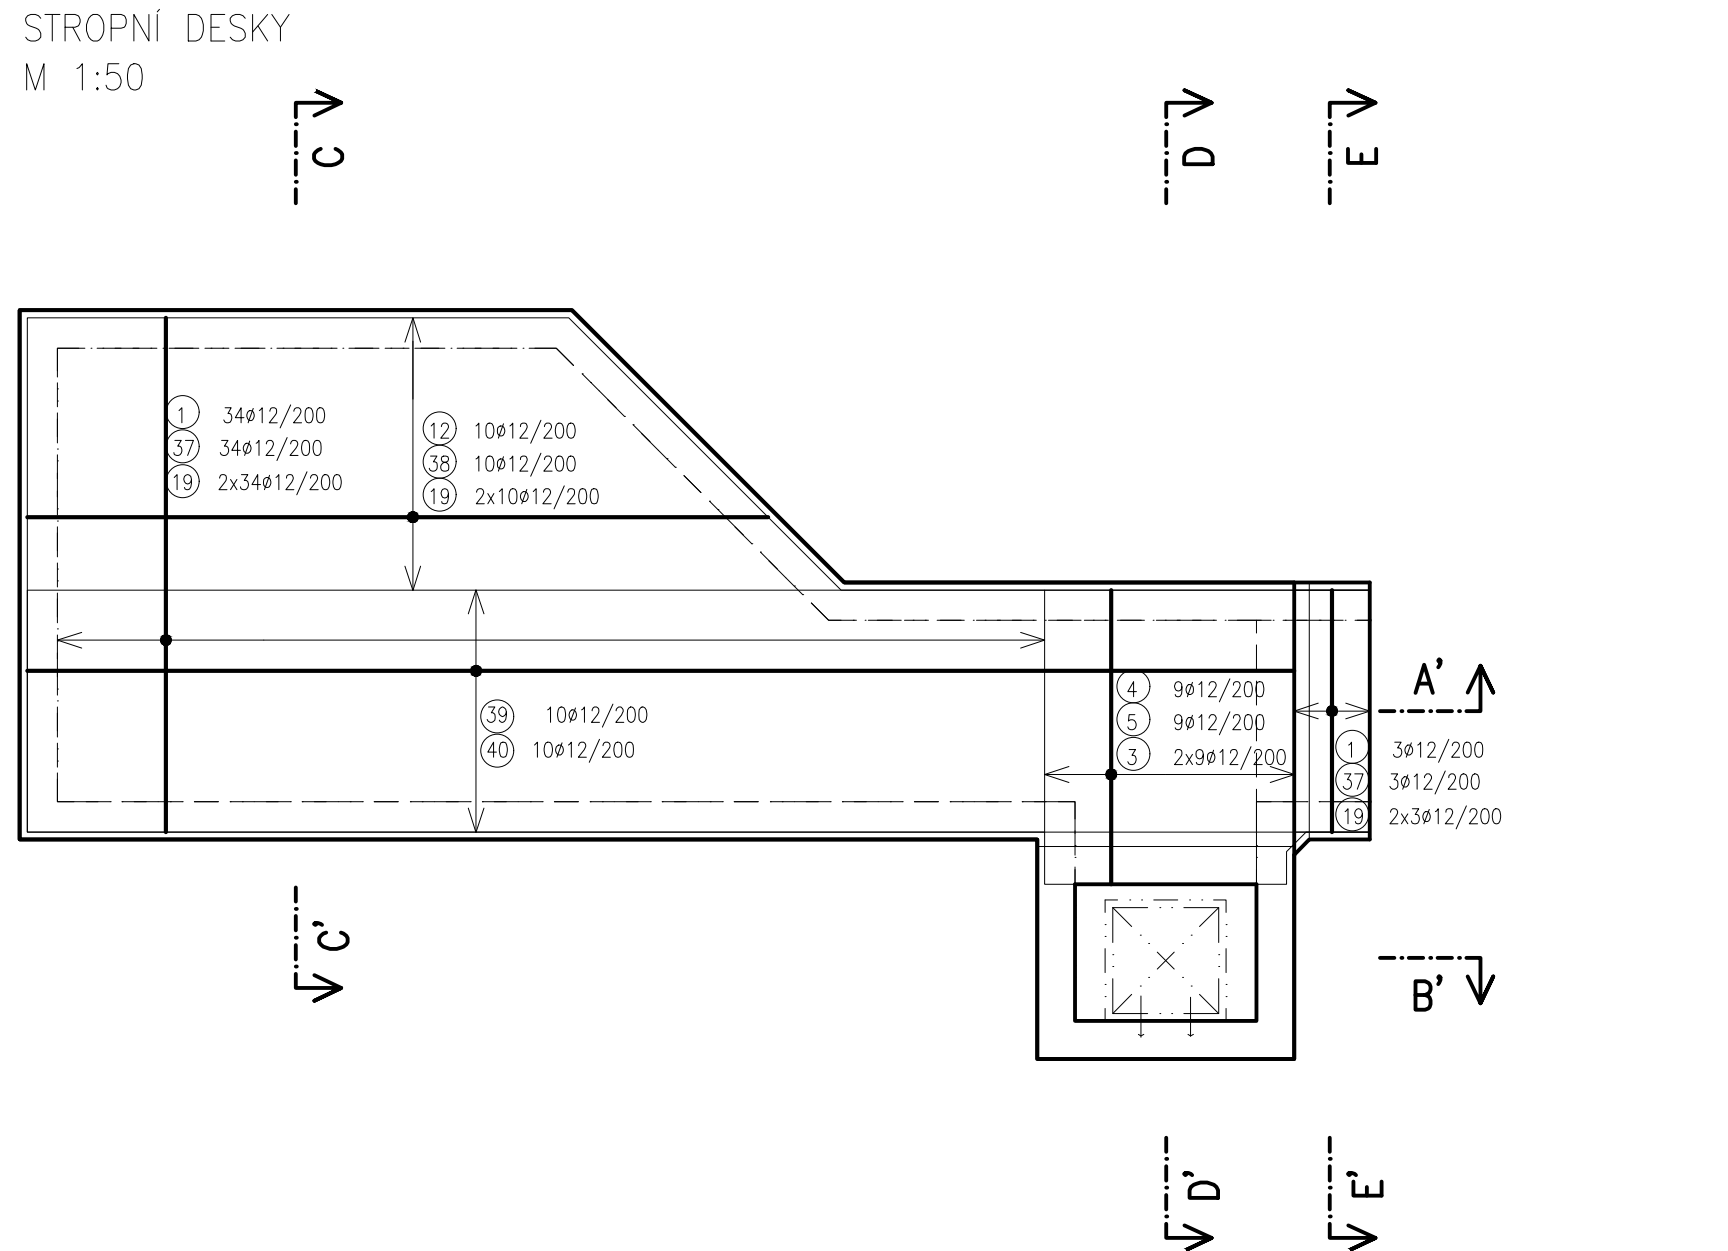 STROPNÍ DESKY
M 1:50
C
D
E
1 34ø12/200
37 34ø12/200
19 2x34ø12/200
12 10ø12/200
38 10ø12/200
19 2x10ø12/200
39 10ø12/200
40 10ø12/200
4 9ø12/200
5 9ø12/200
3 2x9ø12/200
A'
1 3ø12/200
37 3ø12/200
19 2x3ø12/200
C'
B'
D'
E'